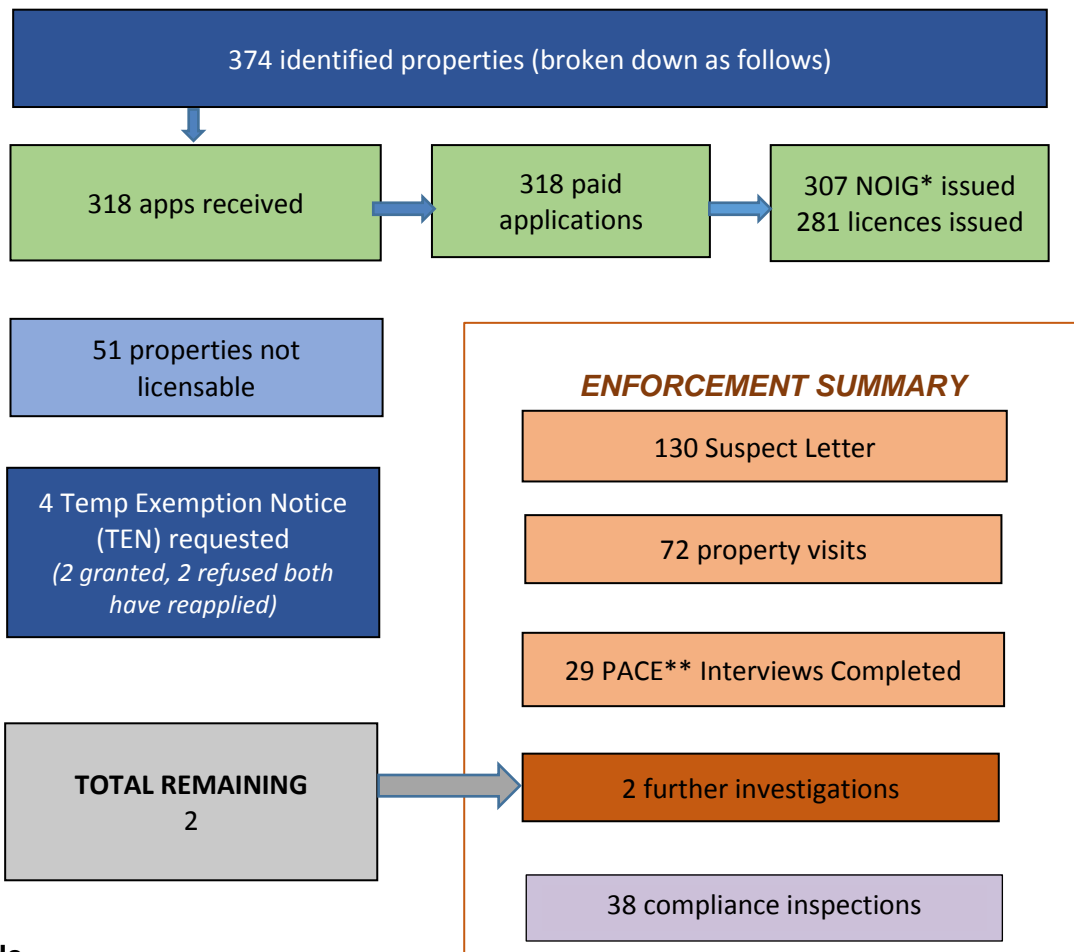 374 identified properties (broken down as follows)
318 apps received
318 paid
applications
307 NOIG* issued
281 licences issued
51 properties not
licensable
4 Temp Exemption Notice
(TEN) requested
(2 granted, 2 refused both
have reapplied)
TOTAL REMAINING
2
ENFORCEMENT SUMMARY
130 Suspect Letter
72 property visits
29 PACE** Interviews Completed
2 further investigations
38 compliance inspections